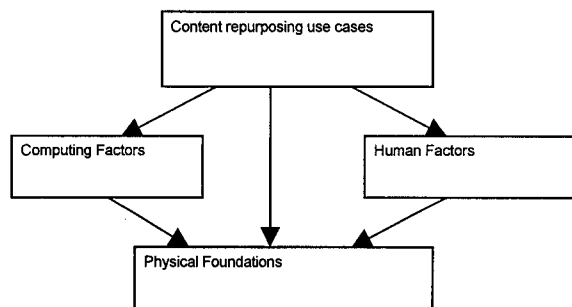 Content repurposing use cases
Computing Factors
Human Factors
Physical Foundations